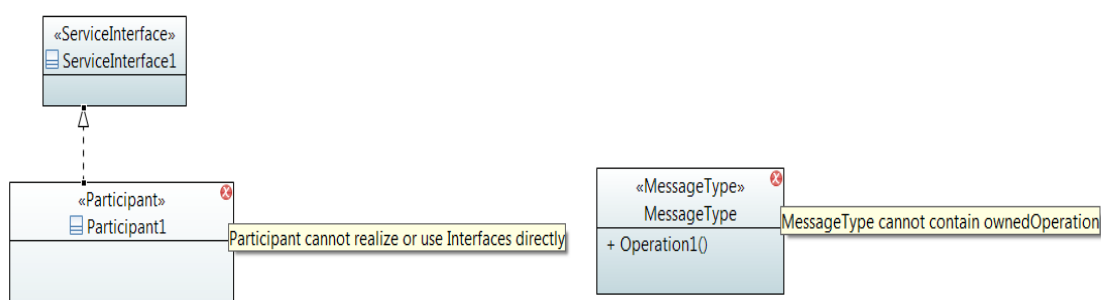 «ServiceInterface»
ServiceInterface1
«Participant»
Participant1
Participant cannot realize or use Interfaces directly
«MessageType»
MessageType
+ Operation1()
MessageType cannot contain ownedOperation